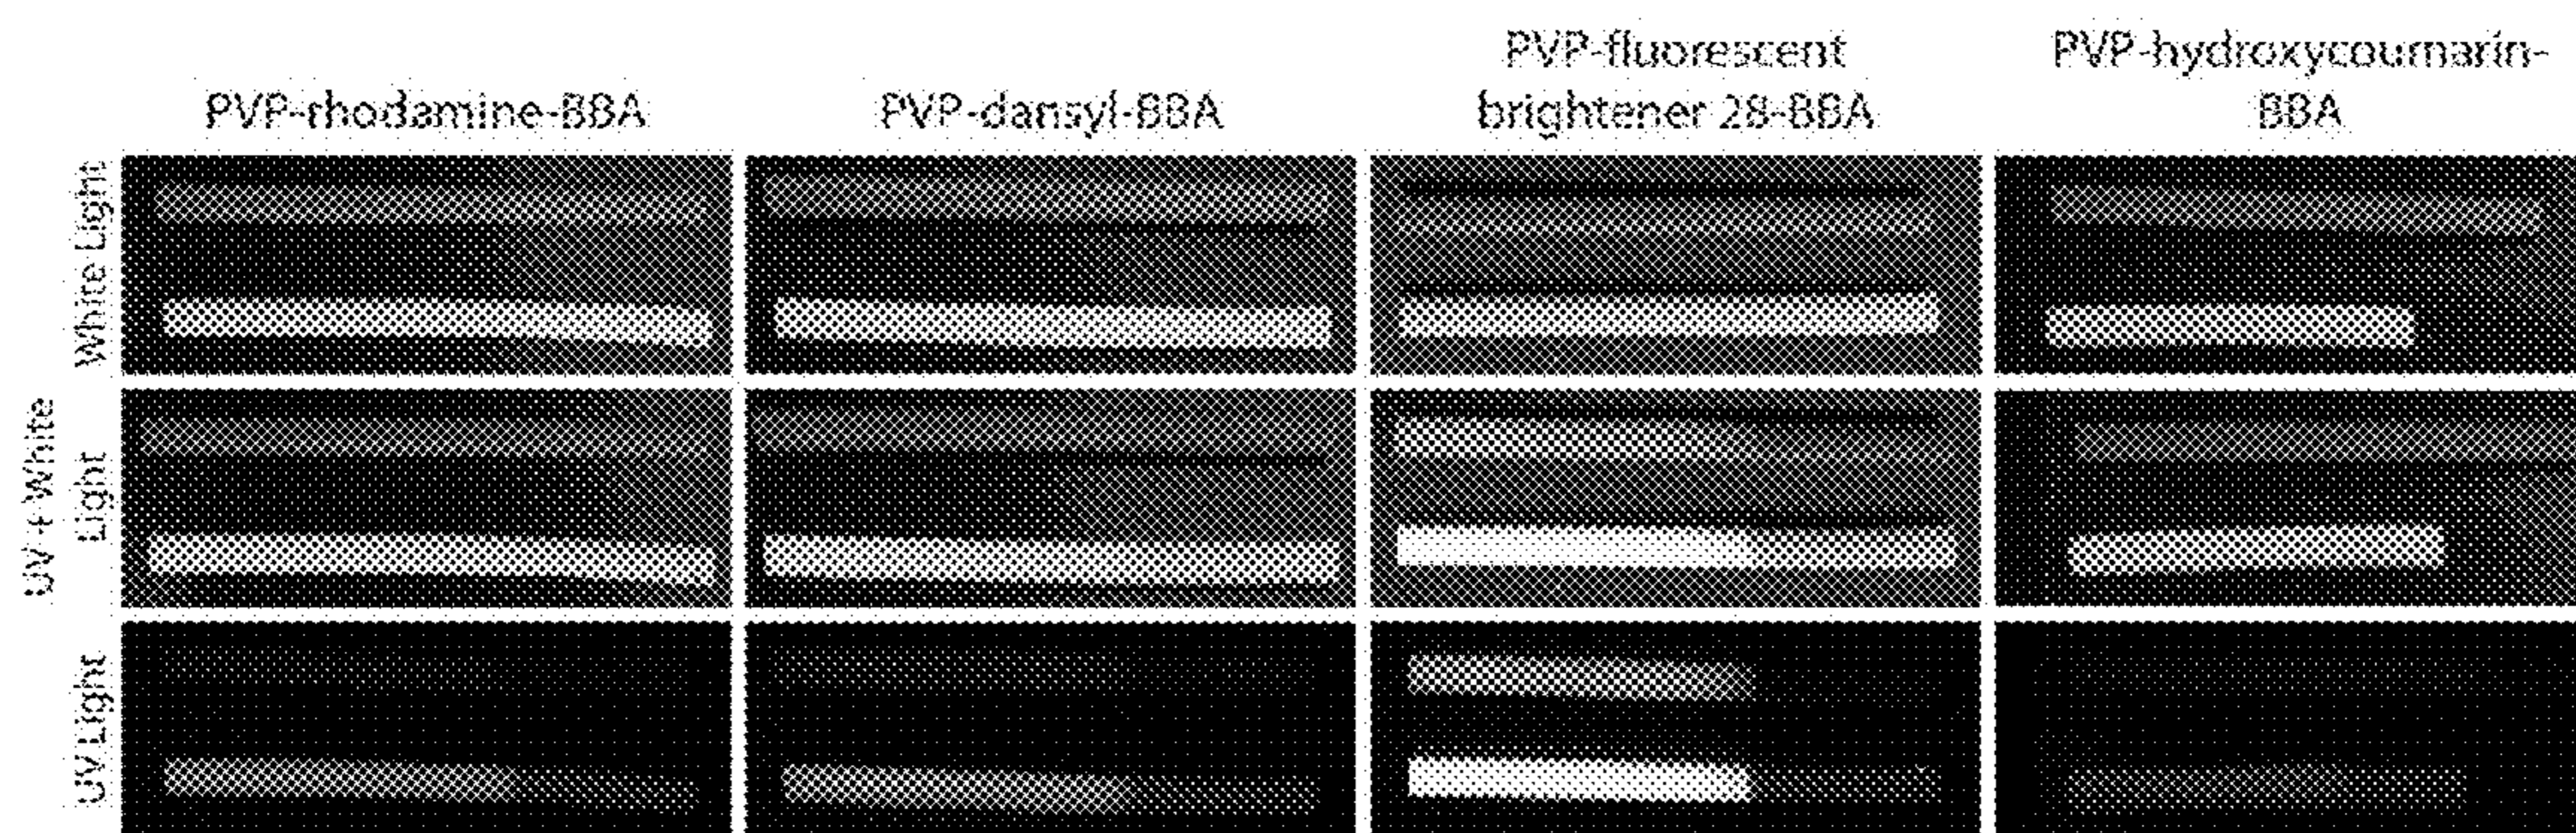 PVP-rhodamine-BBA
PVP-dansyl-BBA
PVP-fluorescent
brightener 28-BBA
PVP-hydroxycoumarin-
BBA
White Light
UV + White
Light
UV Light